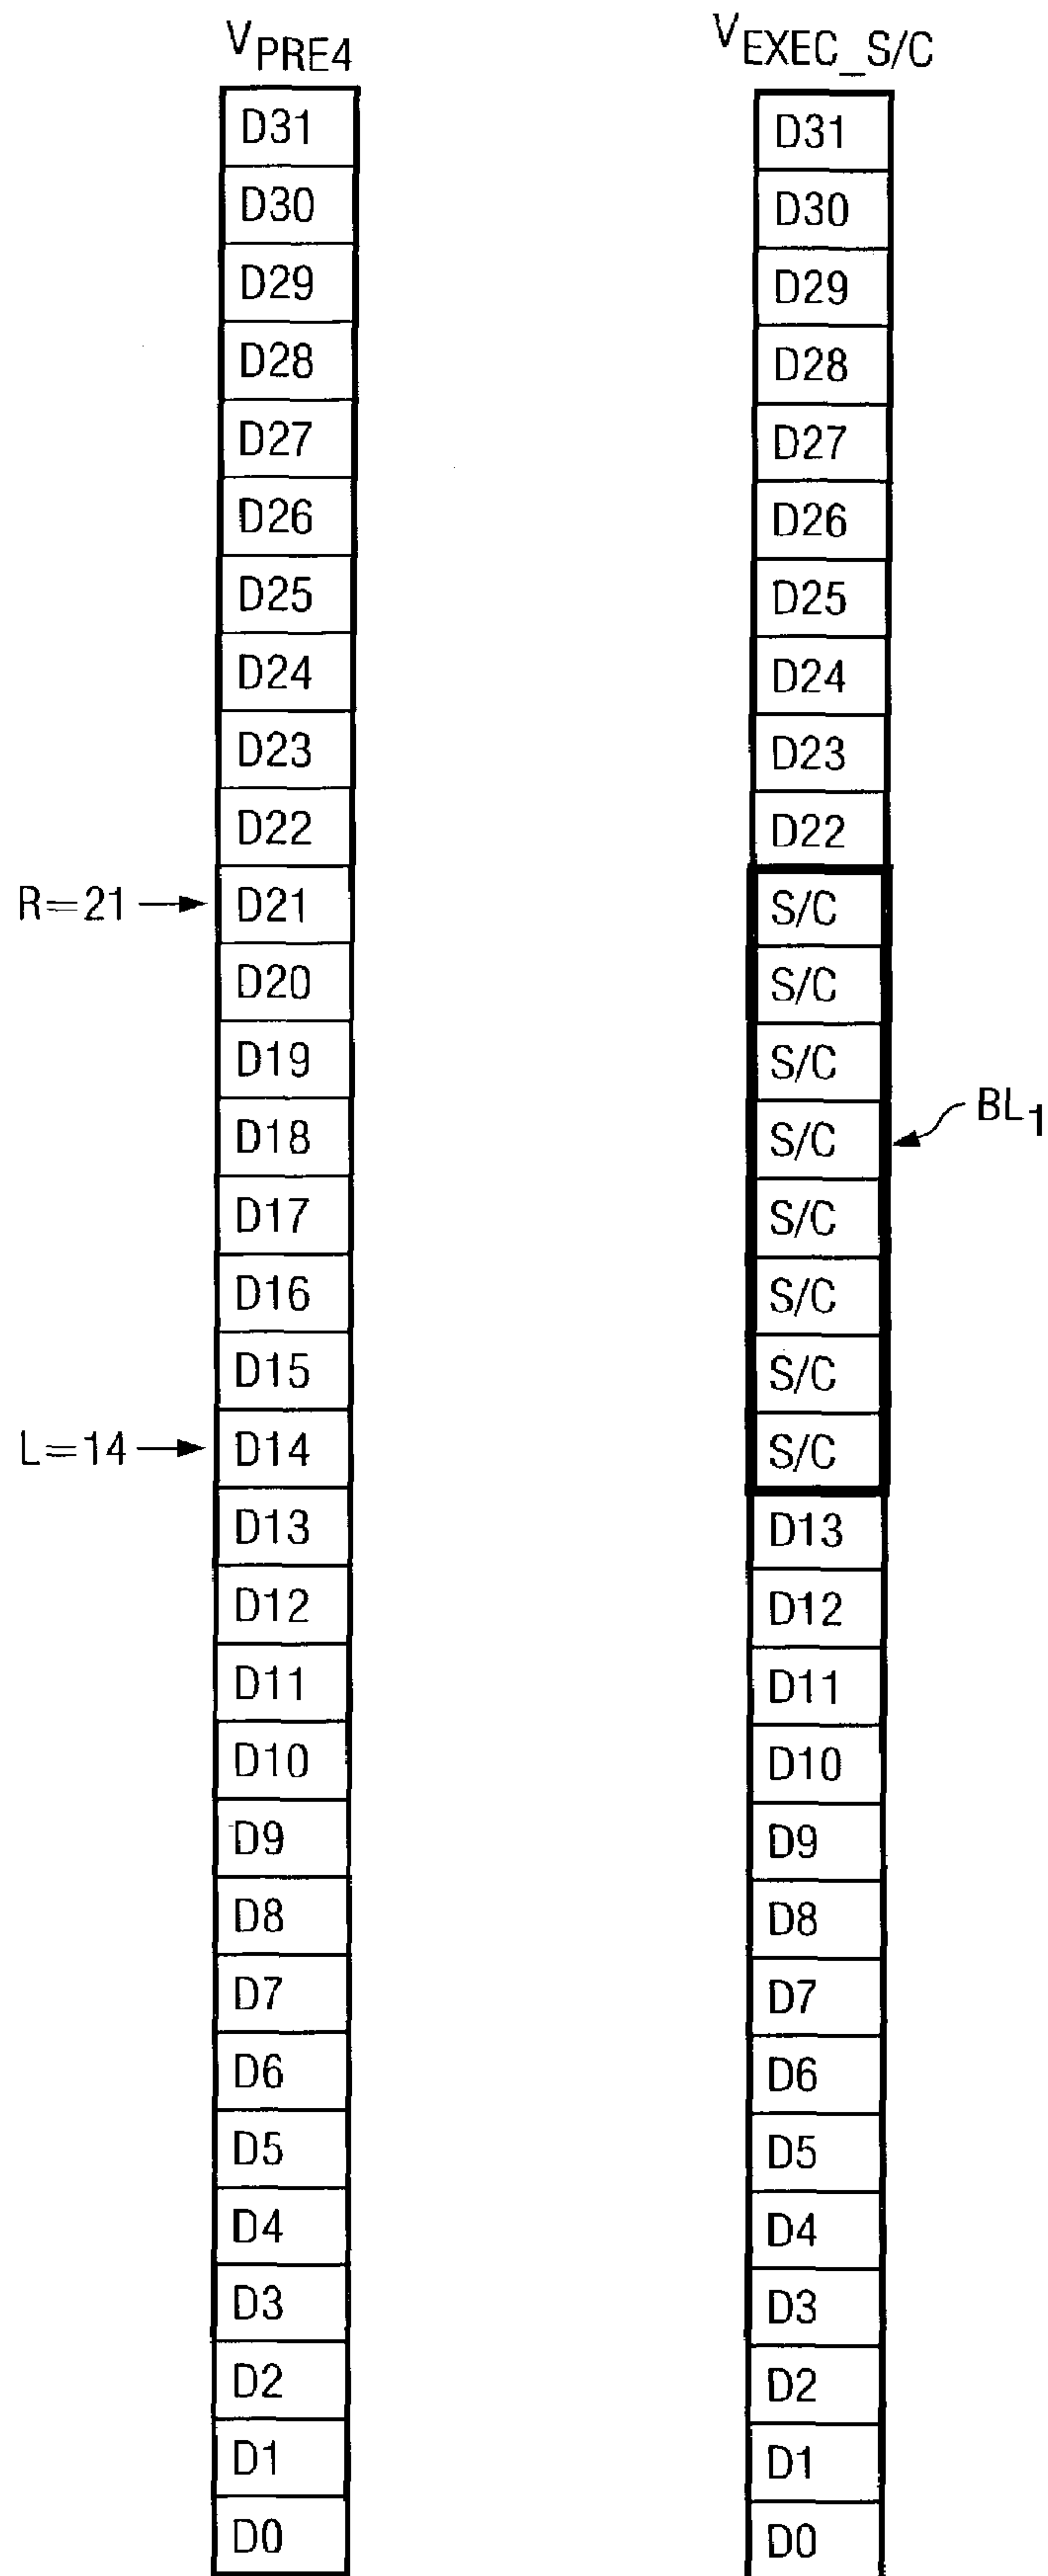 VPRE4 VEXEC_S/C
D31 D31
D30 D30
D29 D29
D28 D28
D27 D27
D26 D26
D25 D25
D24 D24
D23 D23
D22 D22
R=21 D21 S/C
D20 S/C
D19 S/C
D18 S/C BL1
D17 S/C
D16 S/C
D15 S/C
L=14 D14 S/C
D13 D13
D12 D12
D11 D11
D10 D10
D9 D9
D8 D8
D7 D7
D6 D6
D5 D5
D4 D4
D3 D3
D2 D2
D1 D1
D0 D0